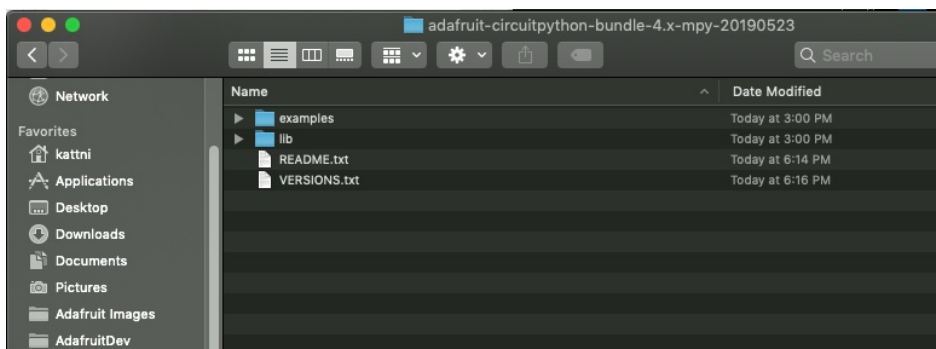 adafruit-circuitpython-bundle-4.x-mpy-20190523
Search
Network
Favorites
kattni
Applications
Desktop
Downloads
Documents
Pictures
Adafruit Images
AdafruitDev
Name Date Modified
examples Today at 3:00 PM
lib Today at 3:00 PM
README.txt Today at 6:14 PM
VERSIONS.txt Today at 6:16 PM